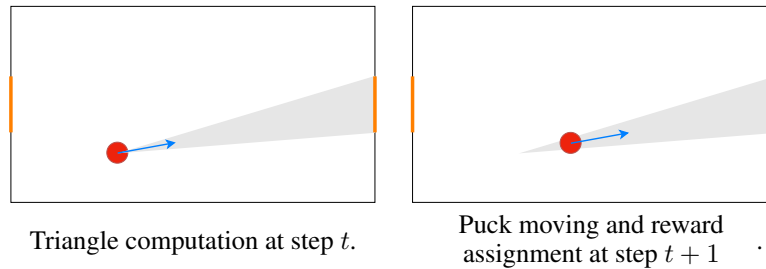 Triangle computation at step t.
Puck moving and reward
assignment at step t + 1
.